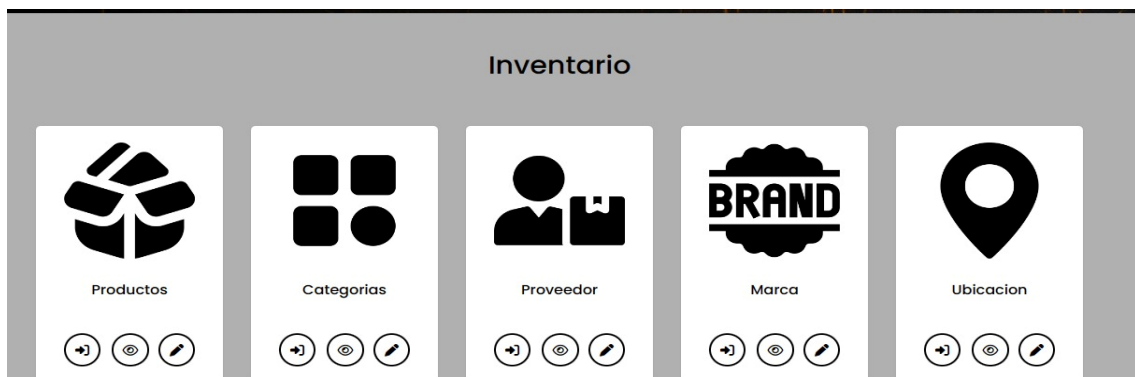 Inventario
BRAND
Productos
Categorias
Proveedor
Marca
Ubicacion